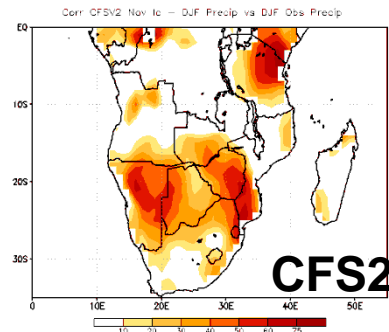 Corr CFSV2 Nov Ic - DJF Precip vs DJF Obs Precip
EQ
10S
20S
30S
0
10E
20E
30E
50E
CFS2
10 20 30 40 50 60 75